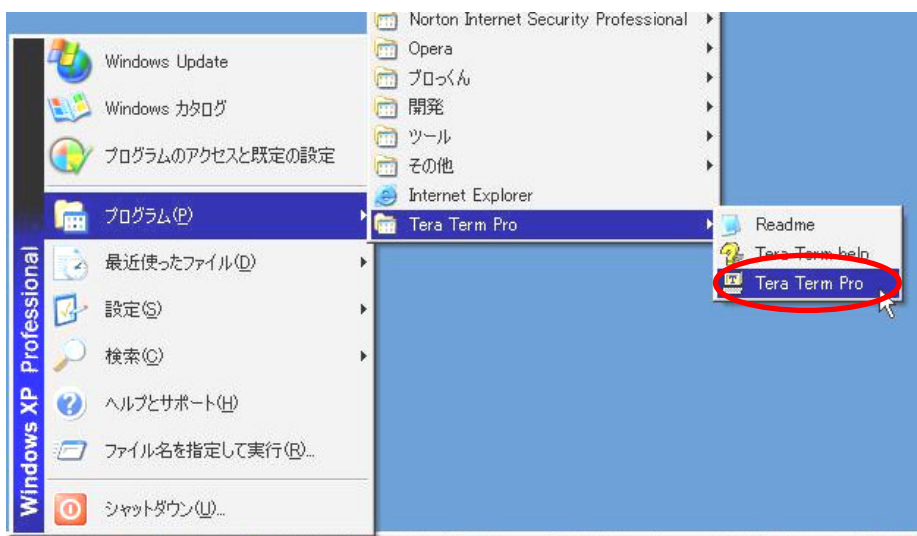 Windows XP Professional
Windows Update
Windows カタログ
プログラムのアクセスと既定の設定
プログラム(P)
最近使ったファイル(D)
設定(S)
検索(C)
ヘルプとサポート(H)
ファイル名を指定して実行(R)...
シャットダウン(U)...
Norton Internet Security Professional
Opera
ブロっくん
開発
ツール
その他
Internet Explorer
Tera Term Pro
Readme
Tera Term help
Tera Term Pro